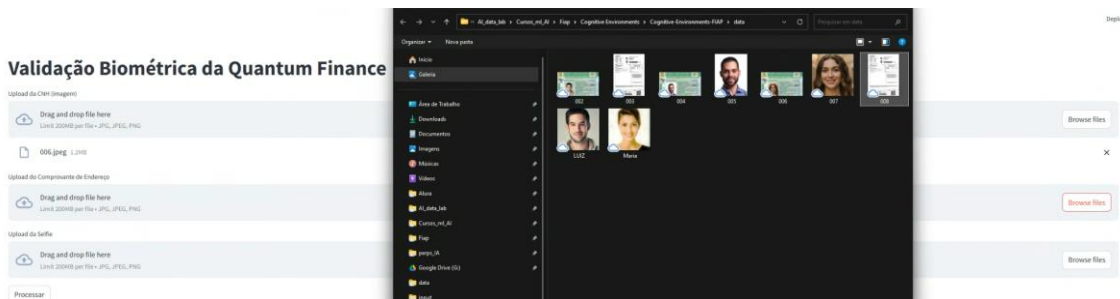 AI_data_lab > Cursos_ml_AI > Fiap > Cognitive Environments > Cognitive-Environments-FIAP > data
Pesquisar em data
Organizar
Nova pasta
Início
Galeria
Área de Trabalho
Downloads
Documentos
Imagens
Músicas
Vídeos
Alura
AI_data_lab
Cursos_ml_AI
Fiap
Google Drive (G:)
data
input
002
003
004
005
006
007
008
LUIZ
Maria
Validação Biométrica da Quantum Finance
Upload da CNH (imagem)
Drag and drop file here
Limit 200MB per file • JPG, JPEG, PNG
Browse files
006.jpeg 1.2MB
Upload do Comprovante de Endereço
Drag and drop file here
Limit 200MB per file • JPG, JPEG, PNG
Browse files
Upload da Selfie
Drag and drop file here
Limit 200MB per file • JPG, JPEG, PNG
Browse files
Processar